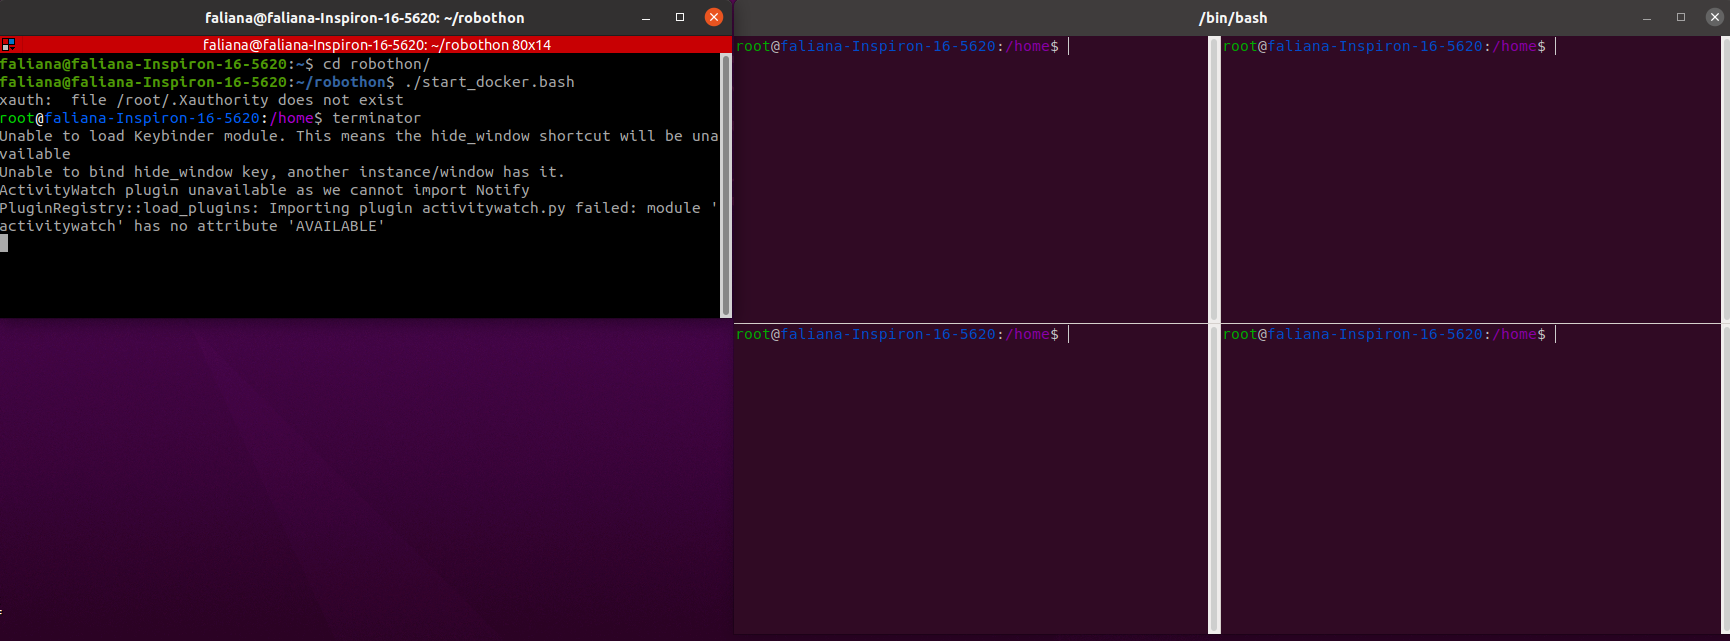 faliana@faliana-Inspiron-16-5620: ~/robothon
faliana@faliana-Inspiron-16-5620: ~/robothon 80x14
faliana@faliana-Inspiron-16-5620:~$ cd robothon/
faliana@faliana-Inspiron-16-5620:~/robothon$ ./start_docker.bash
xauth:  file /root/.Xauthority does not exist
root@faliana-Inspiron-16-5620:/home$ terminator
Unable to load Keybinder module. This means the hide_window shortcut will be una
vailable
Unable to bind hide_window key, another instance/window has it.
ActivityWatch plugin unavailable as we cannot import Notify
PluginRegistry::load_plugins: Importing plugin activitywatch.py failed: module '
activitywatch' has no attribute 'AVAILABLE'
/bin/bash
root@faliana-Inspiron-16-5620:/home$
root@faliana-Inspiron-16-5620:/home$
root@faliana-Inspiron-16-5620:/home$
root@faliana-Inspiron-16-5620:/home$